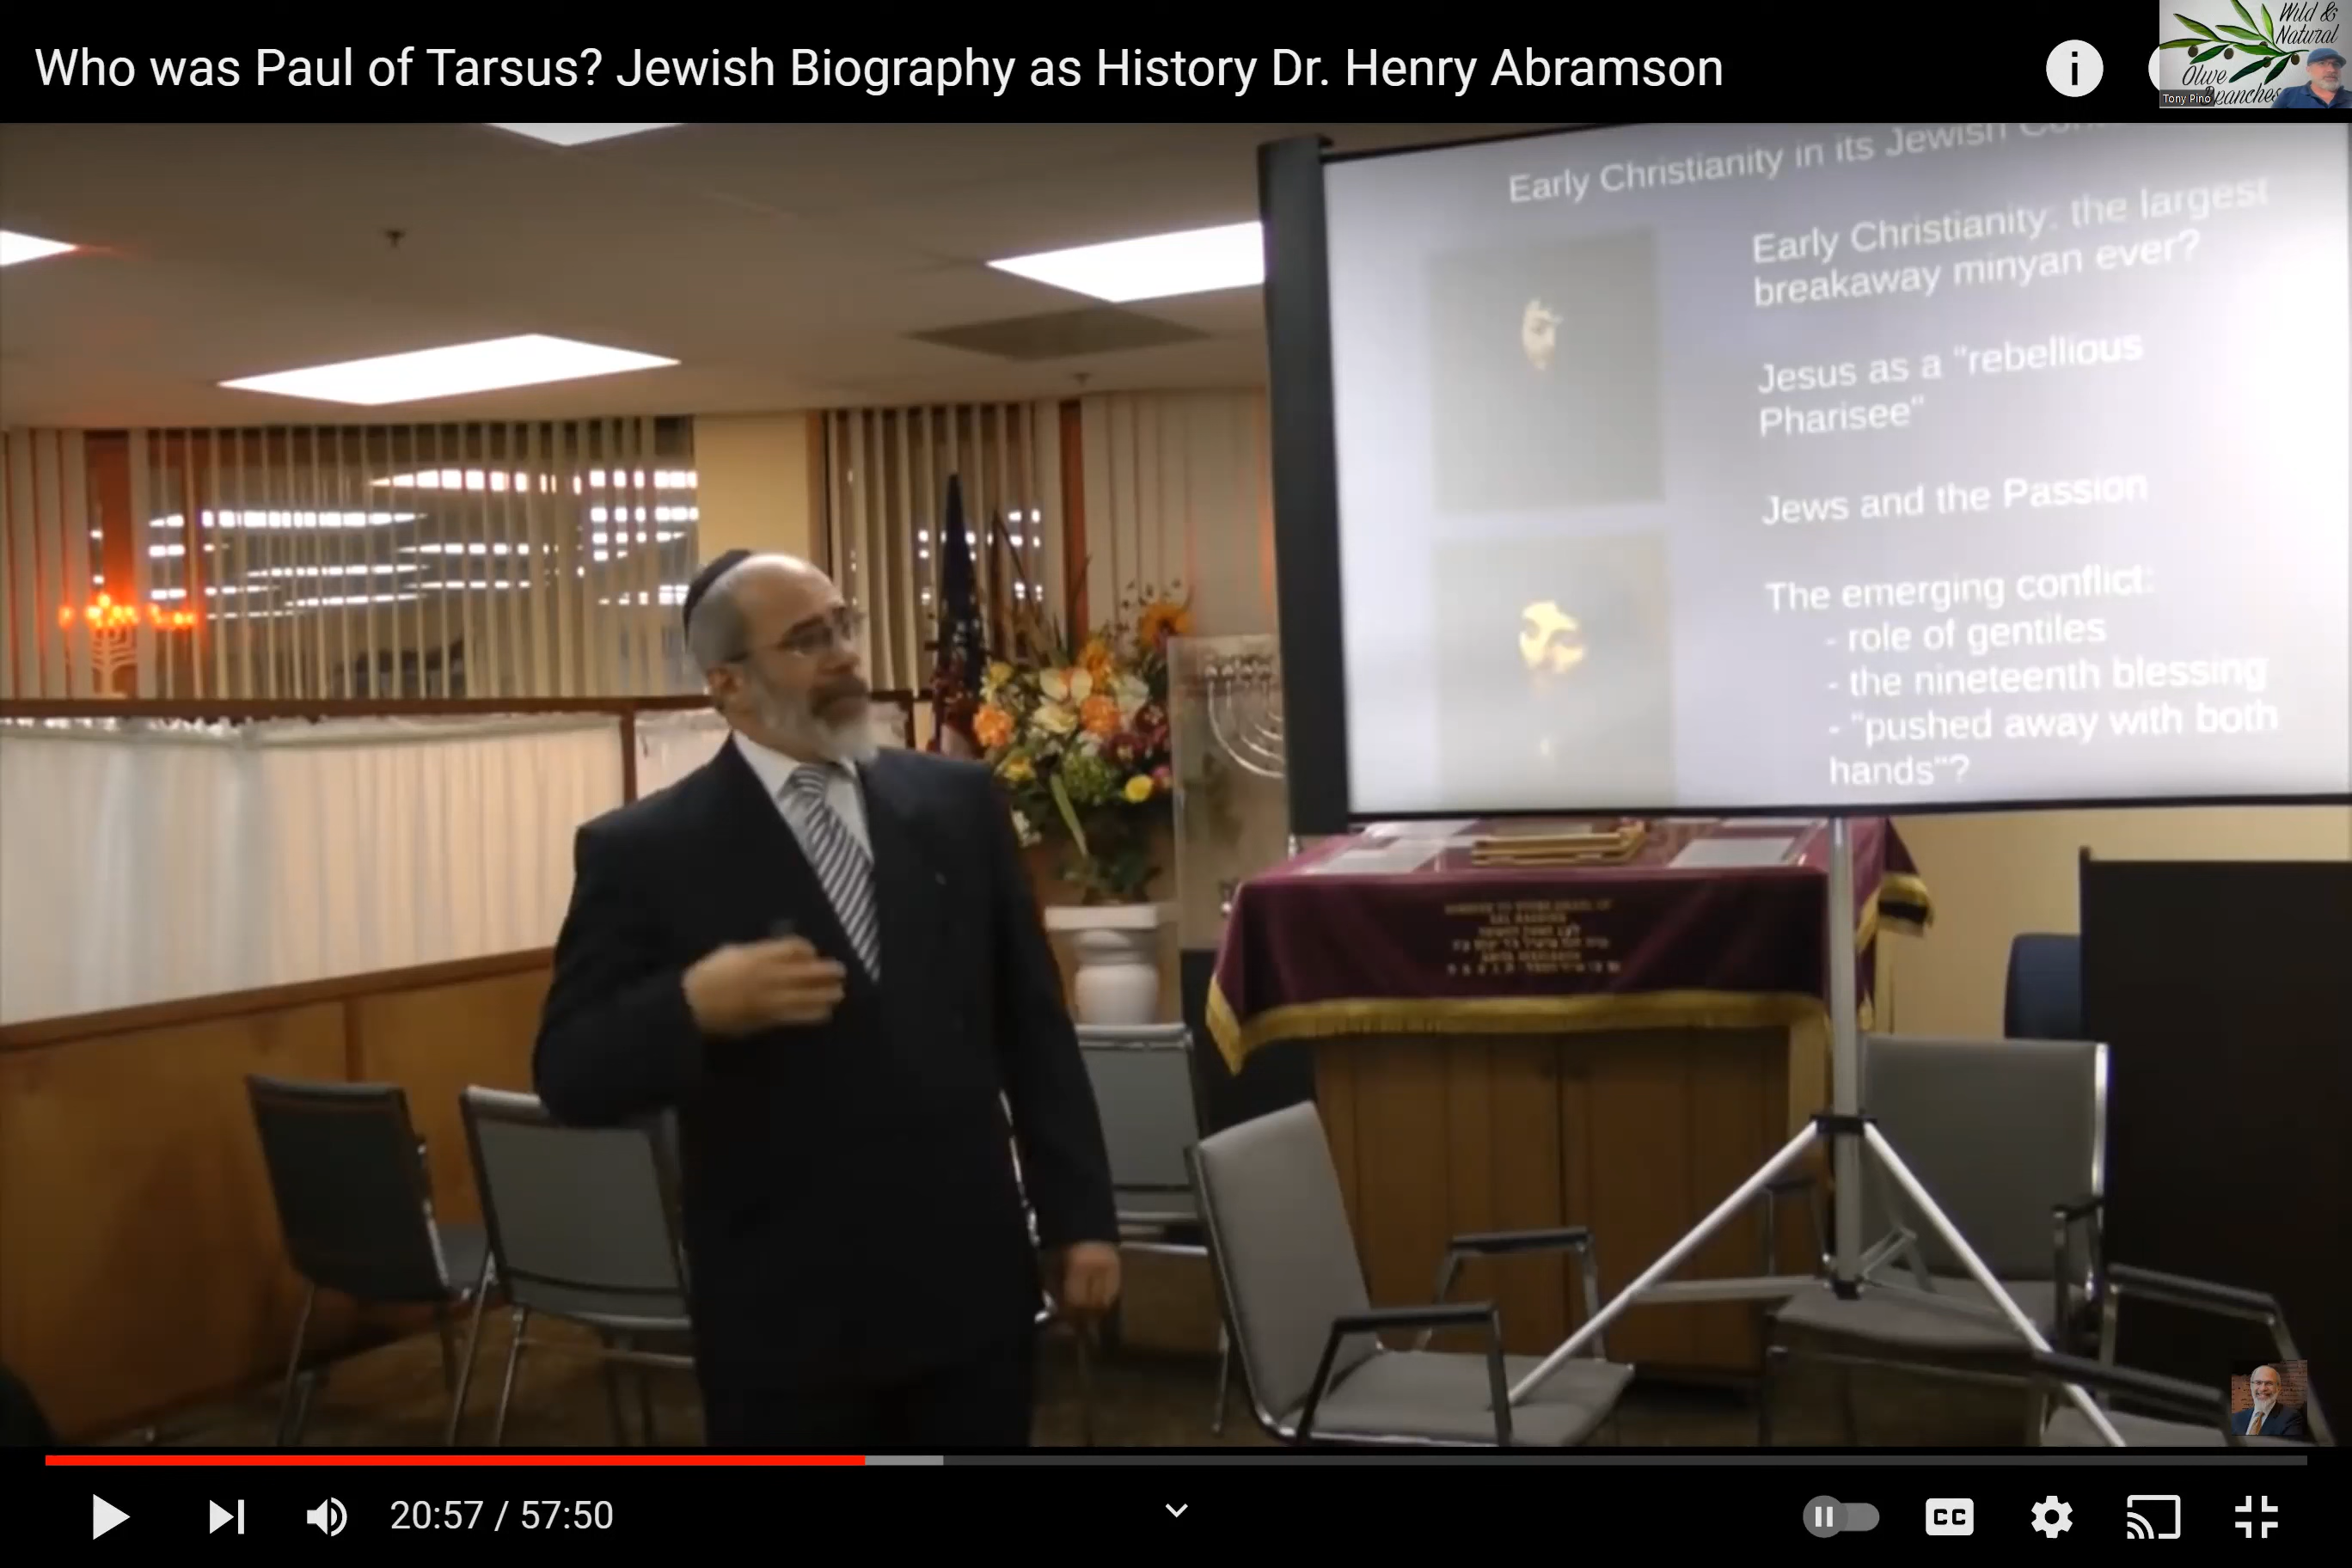 Who was Paul of Tarsus? Jewish Biography as History Dr. Henry Abramson
Wild &
Natural
Olive
Branches
Tony Pino
Early Christianity in its Jewish
Early Christianity: the largest
breakaway minyan ever?
Jesus as a "rebellious
Pharisee"
Jews and the Passion
The emerging conflict:
- role of gentiles
- the nineteenth blessing
- "pushed away with both
hands"?
20:57 / 57:50
CC